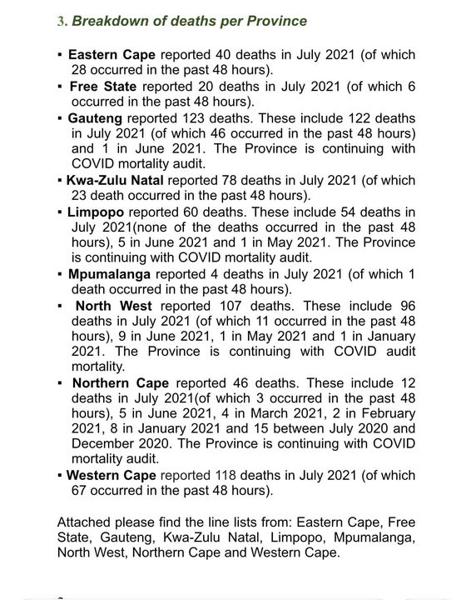 3. Breakdown of deaths per Province
▪ Eastern Cape reported 40 deaths in July 2021 (of which
28 occurred in the past 48 hours).
▪ Free State reported 20 deaths in July 2021 (of which 6
occurred in the past 48 hours).
▪ Gauteng reported 123 deaths. These include 122 deaths
in July 2021 (of which 46 occurred in the past 48 hours)
and 1 in June 2021. The Province is continuing with
COVID mortality audit.
▪ Kwa-Zulu Natal reported 78 deaths in July 2021 (of which
23 death occurred in the past 48 hours).
▪ Limpopo reported 60 deaths. These include 54 deaths in
July 2021(none of the deaths occurred in the past 48
hours), 5 in June 2021 and 1 in May 2021. The Province
is continuing with COVID mortality audit.
▪ Mpumalanga reported 4 deaths in July 2021 (of which 1
death occurred in the past 48 hours).
▪ North West reported 107 deaths. These include 96
deaths in July 2021 (of which 11 occurred in the past 48
hours), 9 in June 2021, 1 in May 2021 and 1 in January
2021. The Province is continuing with COVID audit
mortality.
▪ Northern Cape reported 46 deaths. These include 12
deaths in July 2021(of which 3 occurred in the past 48
hours), 5 in June 2021, 4 in March 2021, 2 in February
2021, 8 in January 2021 and 15 between July 2020 and
December 2020. The Province is continuing with COVID
mortality audit.
▪ Western Cape reported 118 deaths in July 2021 (of which
67 occurred in the past 48 hours).
Attached please find the line lists from: Eastern Cape, Free
State, Gauteng, Kwa-Zulu Natal, Limpopo, Mpumalanga,
North West, Northern Cape and Western Cape.